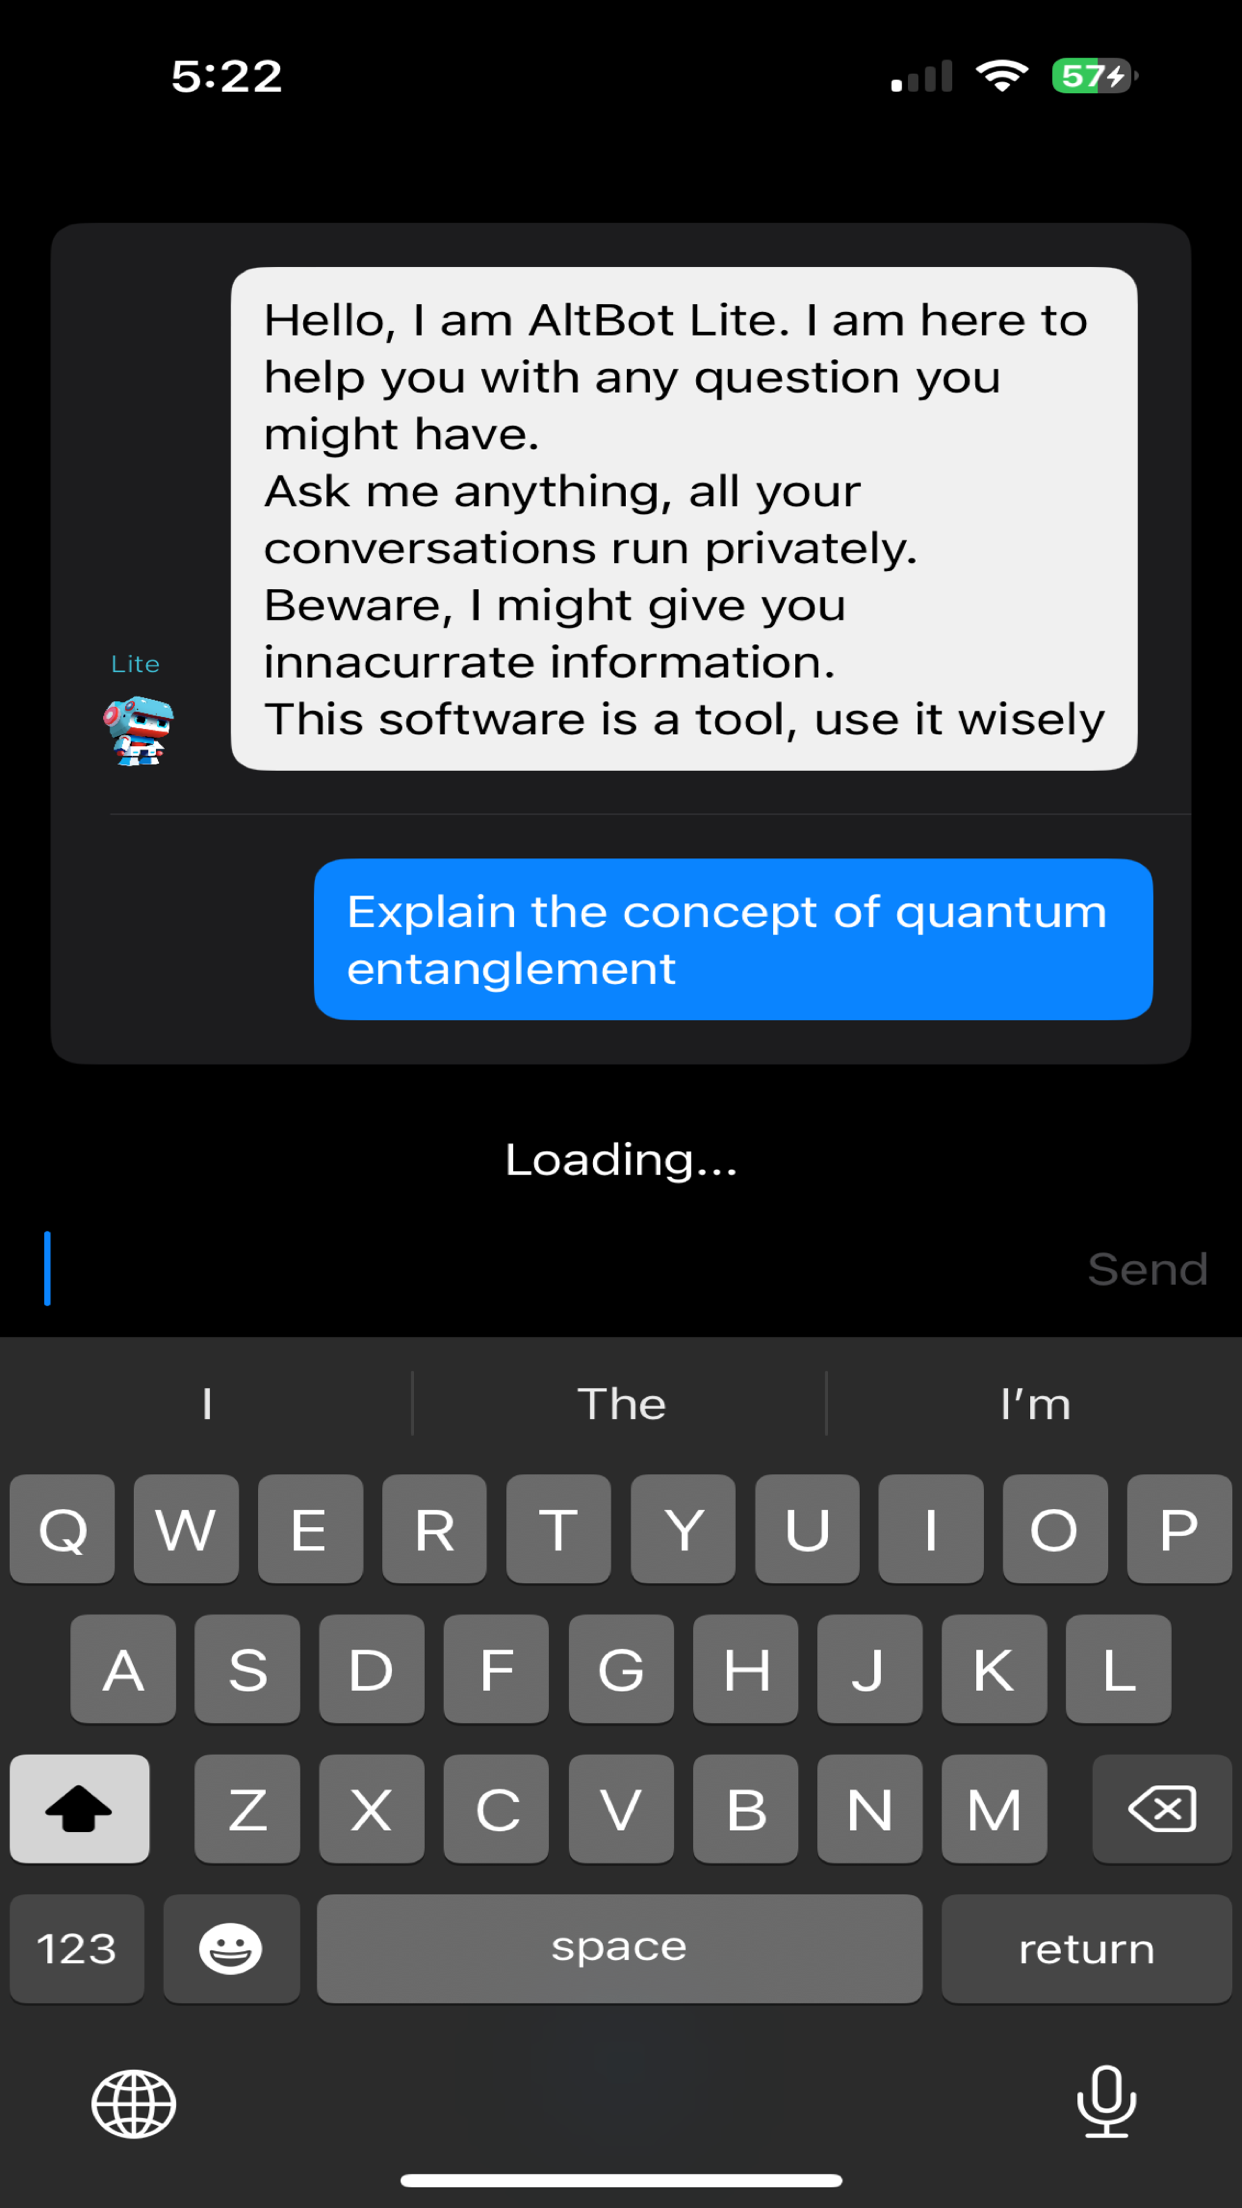 5:22
57
Hello, I am AltBot Lite. I am here to
help you with any question you
might have.
Ask me anything, all your
conversations run privately.
Beware, I might give you
innacurrate information.
This software is a tool, use it wisely
Lite
Explain the concept of quantum
entanglement
Loading...
Send
I The I'm
Q W E R T Y U I O P
A S D F G H J K L
Z X C V B N M
123 space return